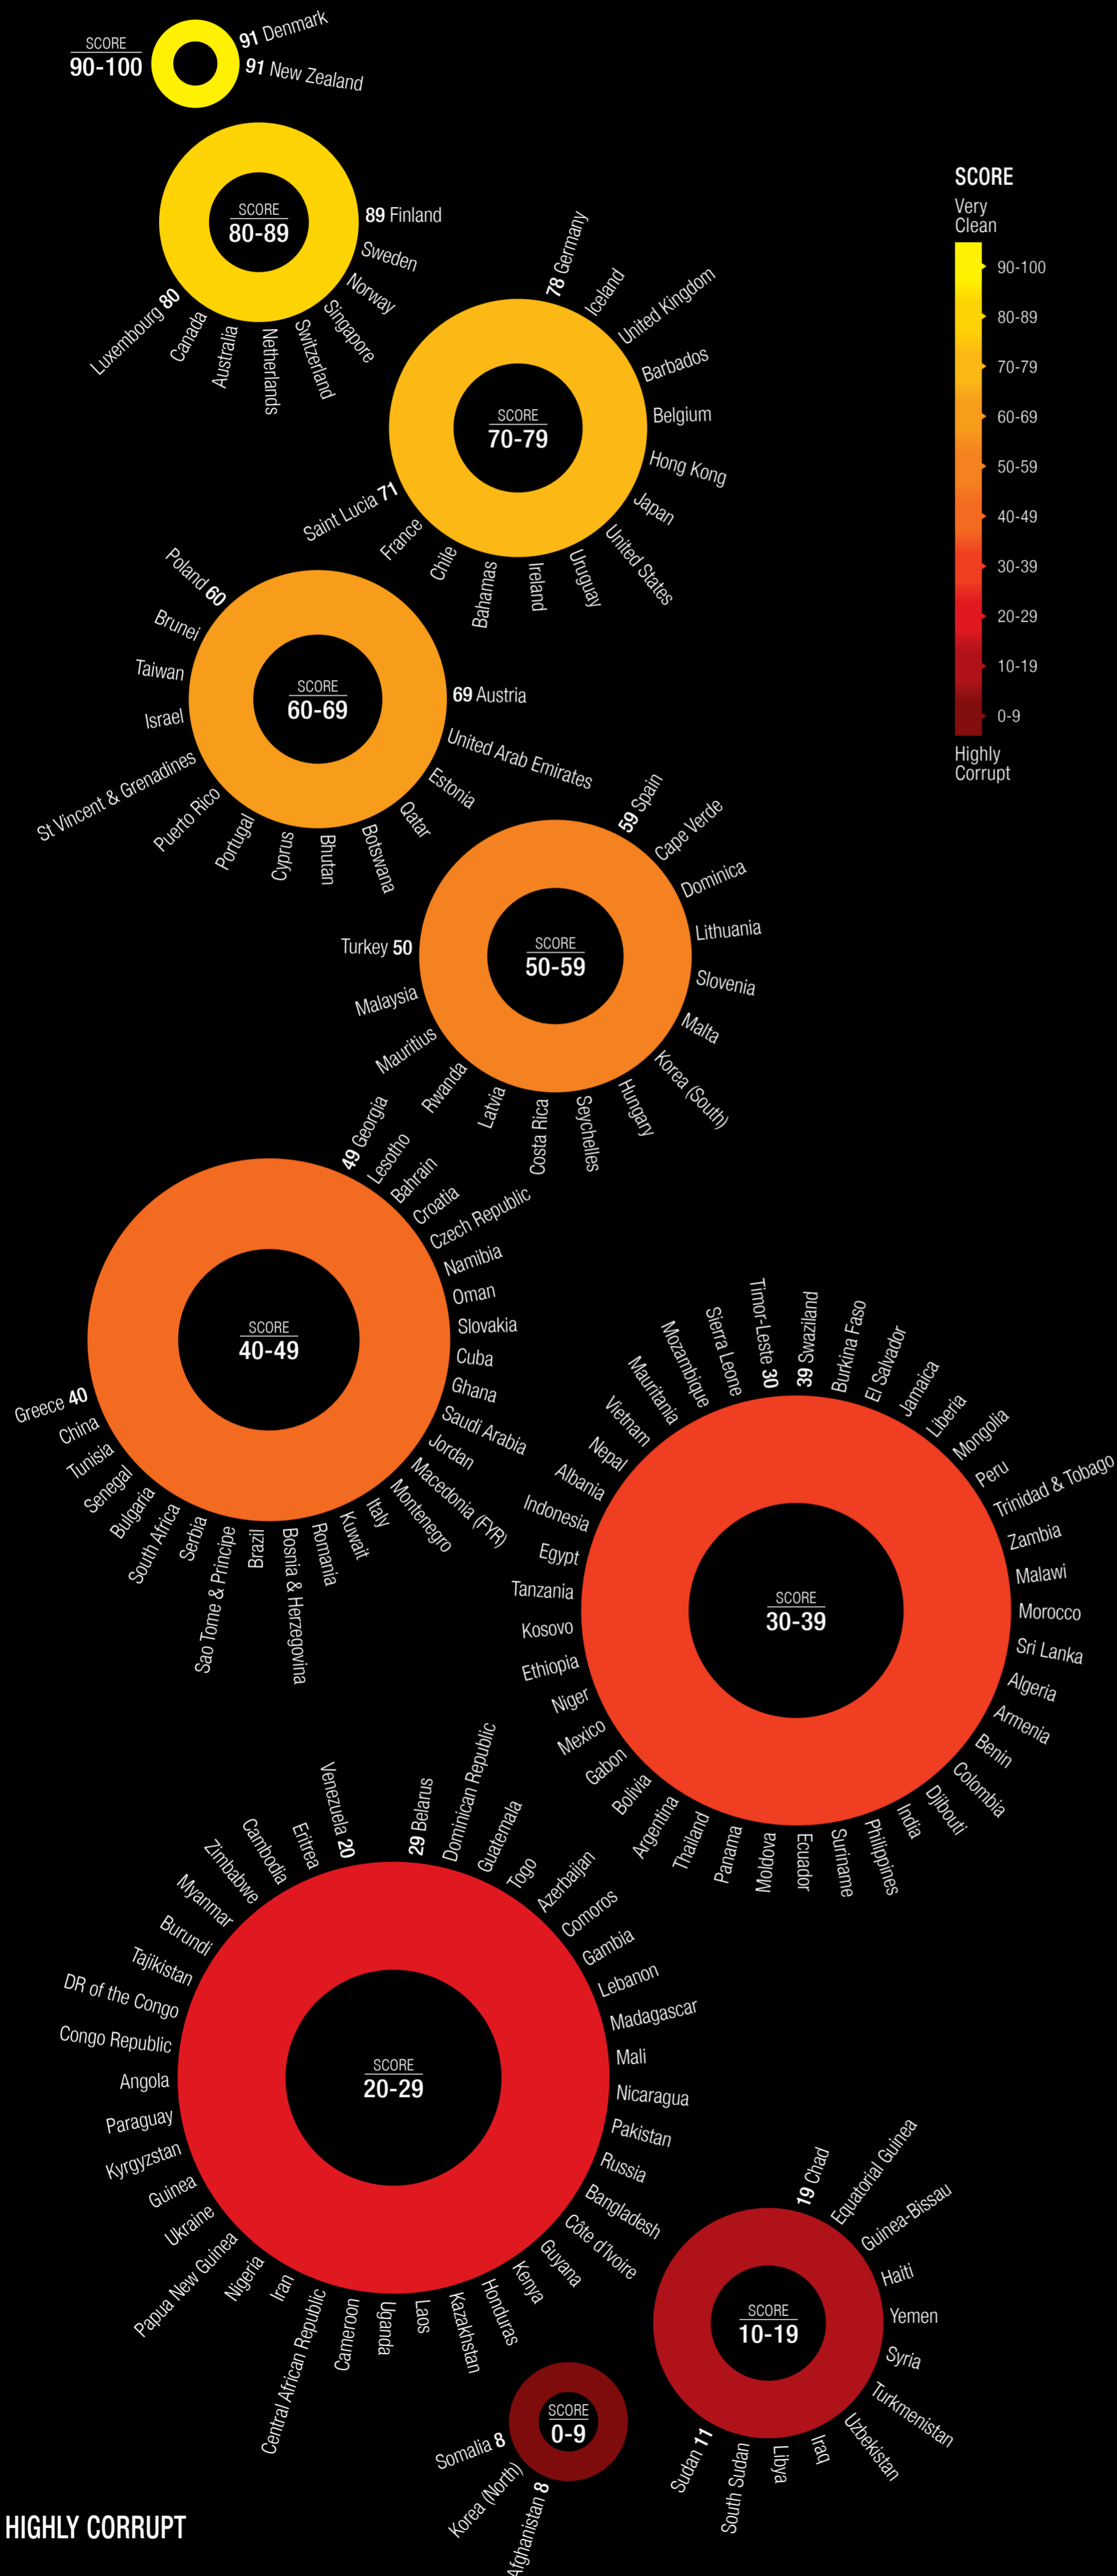 SCORE
90-100
91 Denmark
91 New Zealand
SCORE
80-89
89 Finland
Sweden
Norway
Singapore
Switzerland
Netherlands
Australia
Canada
Luxembourg 80
SCORE
Very
Clean
90-100
80-89
70-79
60-69
50-59
40-49
30-39
20-29
10-19
0-9
Highly
Corrupt
SCORE
70-79
78 Germany
Iceland
United Kingdom
Barbados
Belgium
Hong Kong
Japan
United States
Uruguay
Ireland
Bahamas
Chile
France
Saint Lucia 71
SCORE
60-69
69 Austria
United Arab Emirates
Estonia
Qatar
Botswana
Bhutan
Cyprus
Portugal
Puerto Rico
St Vincent & Grenadines
Israel
Taiwan
Brunei
Poland 60
SCORE
50-59
59 Spain
Cape Verde
Dominica
Lithuania
Slovenia
Malta
Korea (South)
Hungary
Seychelles
Costa Rica
Latvia
Rwanda
Mauritius
Malaysia
Turkey 50
SCORE
40-49
49 Georgia
Lesotho
Bahrain
Croatia
Czech Republic
Namibia
Oman
Slovakia
Cuba
Ghana
Saudi Arabia
Jordan
Macedonia (FYR)
Montenegro
Italy
Kuwait
Romania
Bosnia & Herzegovina
Brazil
Sao Tome & Principe
Serbia
South Africa
Bulgaria
Senegal
Tunisia
China
Greece 40
SCORE
30-39
39 Swaziland
Burkina Faso
El Salvador
Jamaica
Liberia
Mongolia
Peru
Trinidad & Tobago
Zambia
Malawi
Morocco
Sri Lanka
Algeria
Armenia
Benin
Colombia
Djibouti
India
Philippines
Suriname
Ecuador
Moldova
Panama
Thailand
Argentina
Bolivia
Gabon
Mexico
Niger
Ethiopia
Kosovo
Tanzania
Egypt
Indonesia
Albania
Nepal
Vietnam
Mauritania
Mozambique
Sierra Leone
Timor-Leste 30
SCORE
20-29
29 Belarus
Dominican Republic
Guatemala
Togo
Azerbaijan
Comoros
Gambia
Lebanon
Madagascar
Mali
Nicaragua
Pakistan
Russia
Bangladesh
Côte d'Ivoire
Guyana
Kenya
Honduras
Kazakhstan
Laos
Uganda
Cameroon
Central African Republic
Iran
Nigeria
Papua New Guinea
Ukraine
Guinea
Kyrgyzstan
Paraguay
Angola
Congo Republic
DR of the Congo
Tajikistan
Burundi
Myanmar
Zimbabwe
Cambodia
Eritrea
Venezuela 20
SCORE
10-19
19 Chad
Equatorial Guinea
Guinea-Bissau
Haiti
Yemen
Syria
Turkmenistan
Uzbekistan
Iraq
Libya
South Sudan
Sudan 11
SCORE
0-9
Somalia 8
Korea (North)
Afghanistan 8
HIGHLY CORRUPT